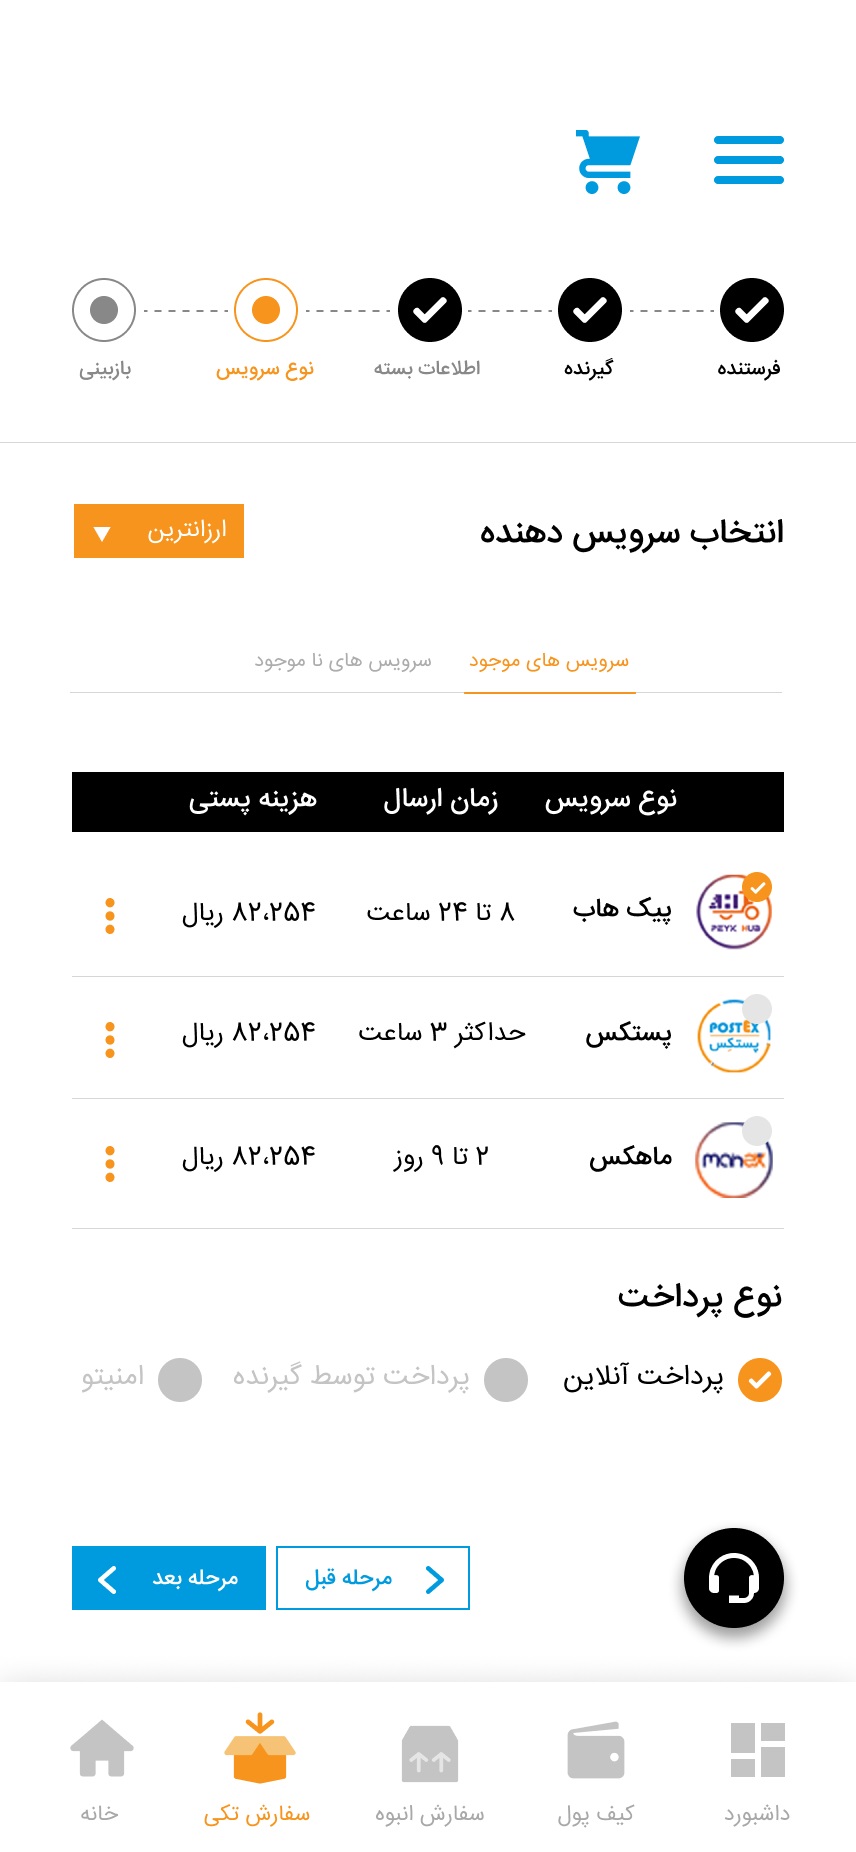 فرستنده
گیرنده
اطلاعات بسته
نوع سرویس
بازبینی
انتخاب سرویس دهنده
ارزانترین
سرویس های موجود
سرویس های نا موجود
نوع سرویس زمان ارسال هزینه پستی
PEYK HUB
پیک هاب ۸ تا ۲۴ ساعت ۸۲،۲۵۴ ریال
POSTEX
پستکس
پستکس حداکثر ۳ ساعت ۸۲،۲۵۴ ریال
mahex
ماهکس ۲ تا ۹ روز ۸۲،۲۵۴ ریال
نوع پرداخت
پرداخت آنلاین
پرداخت توسط گیرنده
امنیتو
مرحله قبل
مرحله بعد
داشبورد
کیف پول
سفارش انبوه
سفارش تکی
خانه